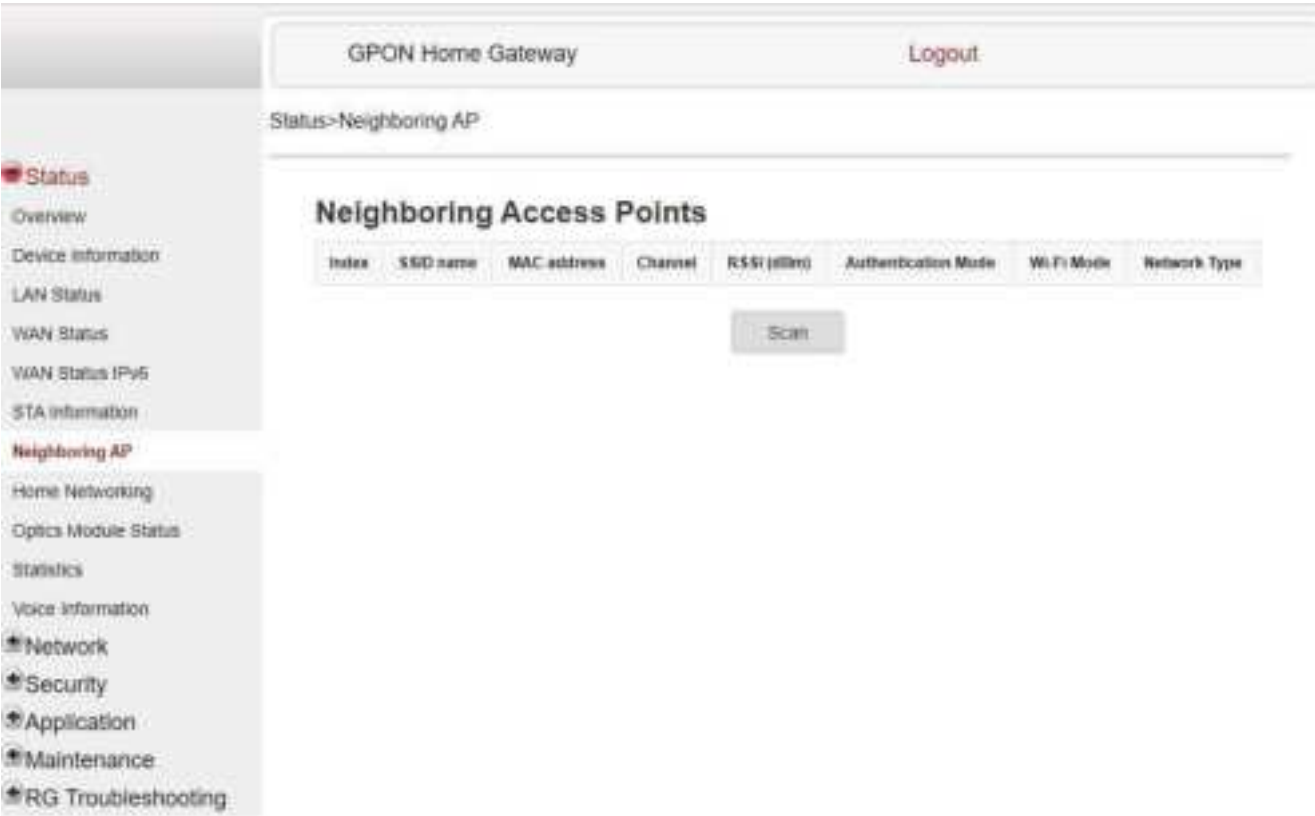 GPON Home Gateway
Logout
Status>Neighboring AP
Status
Overview
Device Information
LAN Status
WAN Status
WAN Status IPv6
STA Information
Neighboring AP
Home Networking
Optics Module Status
Statistics
Voice Information
Network
Security
Application
Maintenance
RG Troubleshooting
Neighboring Access Points
Index SSID name MAC address Channel RSSI (dBm) Authentication Mode Wi-Fi Mode Network Type
Scan